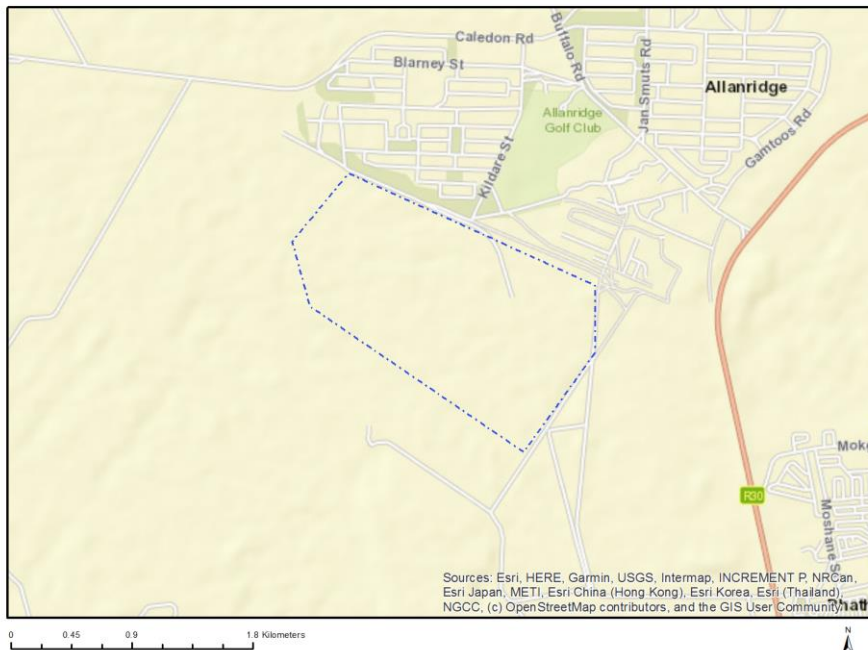 Caledon Rd
Buffalo Rd
Blarney St
Jan Smuts Rd
Allanridge
Allanridge
Golf Club
Gamtoos Rd
Kildare St
R30
Moshane S
Sources: Esri, HERE, Garmin, USGS, Intermap, INCREMENT P, NRCan,
Esri Japan, METI, Esri China (Hong Kong), Esri Korea, Esri (Thailand),
NGCC, (c) OpenStreetMap contributors, and the GIS User Community
0 0.45 0.9 1.8 Kilometers
N